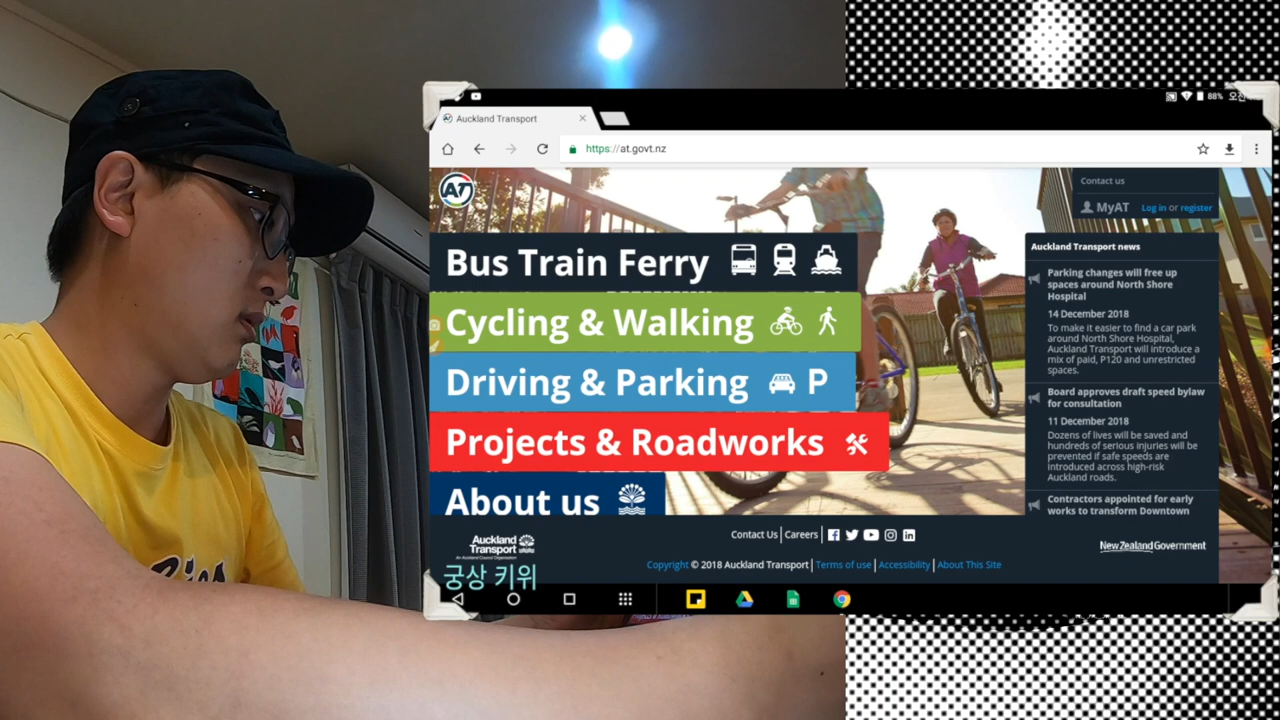 88%
Auckland Transport
https://at.govt.nz
AT
Contact us
MyAT Log in or register
Bus Train Ferry
Cycling & Walking
Driving & Parking P
Projects & Roadworks
About us
Auckland Transport news
Parking changes will free up
spaces around North Shore
Hospital
14 December 2018
To make it easier to find a car park
around North Shore Hospital,
Auckland Transport will introduce a
mix of paid, P120 and unrestricted
spaces.
Board approves draft speed bylaw
for consultation
11 December 2018
Dozens of lives will be saved and
hundreds of serious injuries will be
prevented if safe speeds are
introduced across high-risk
Auckland roads.
Contractors appointed for early
works to transform Downtown
Contact Us Careers
Auckland
Transport
An Auckland Council Organisation
New Zealand Government
Copyright © 2018 Auckland Transport Terms of use Accessibility About This Site
궁상 키위